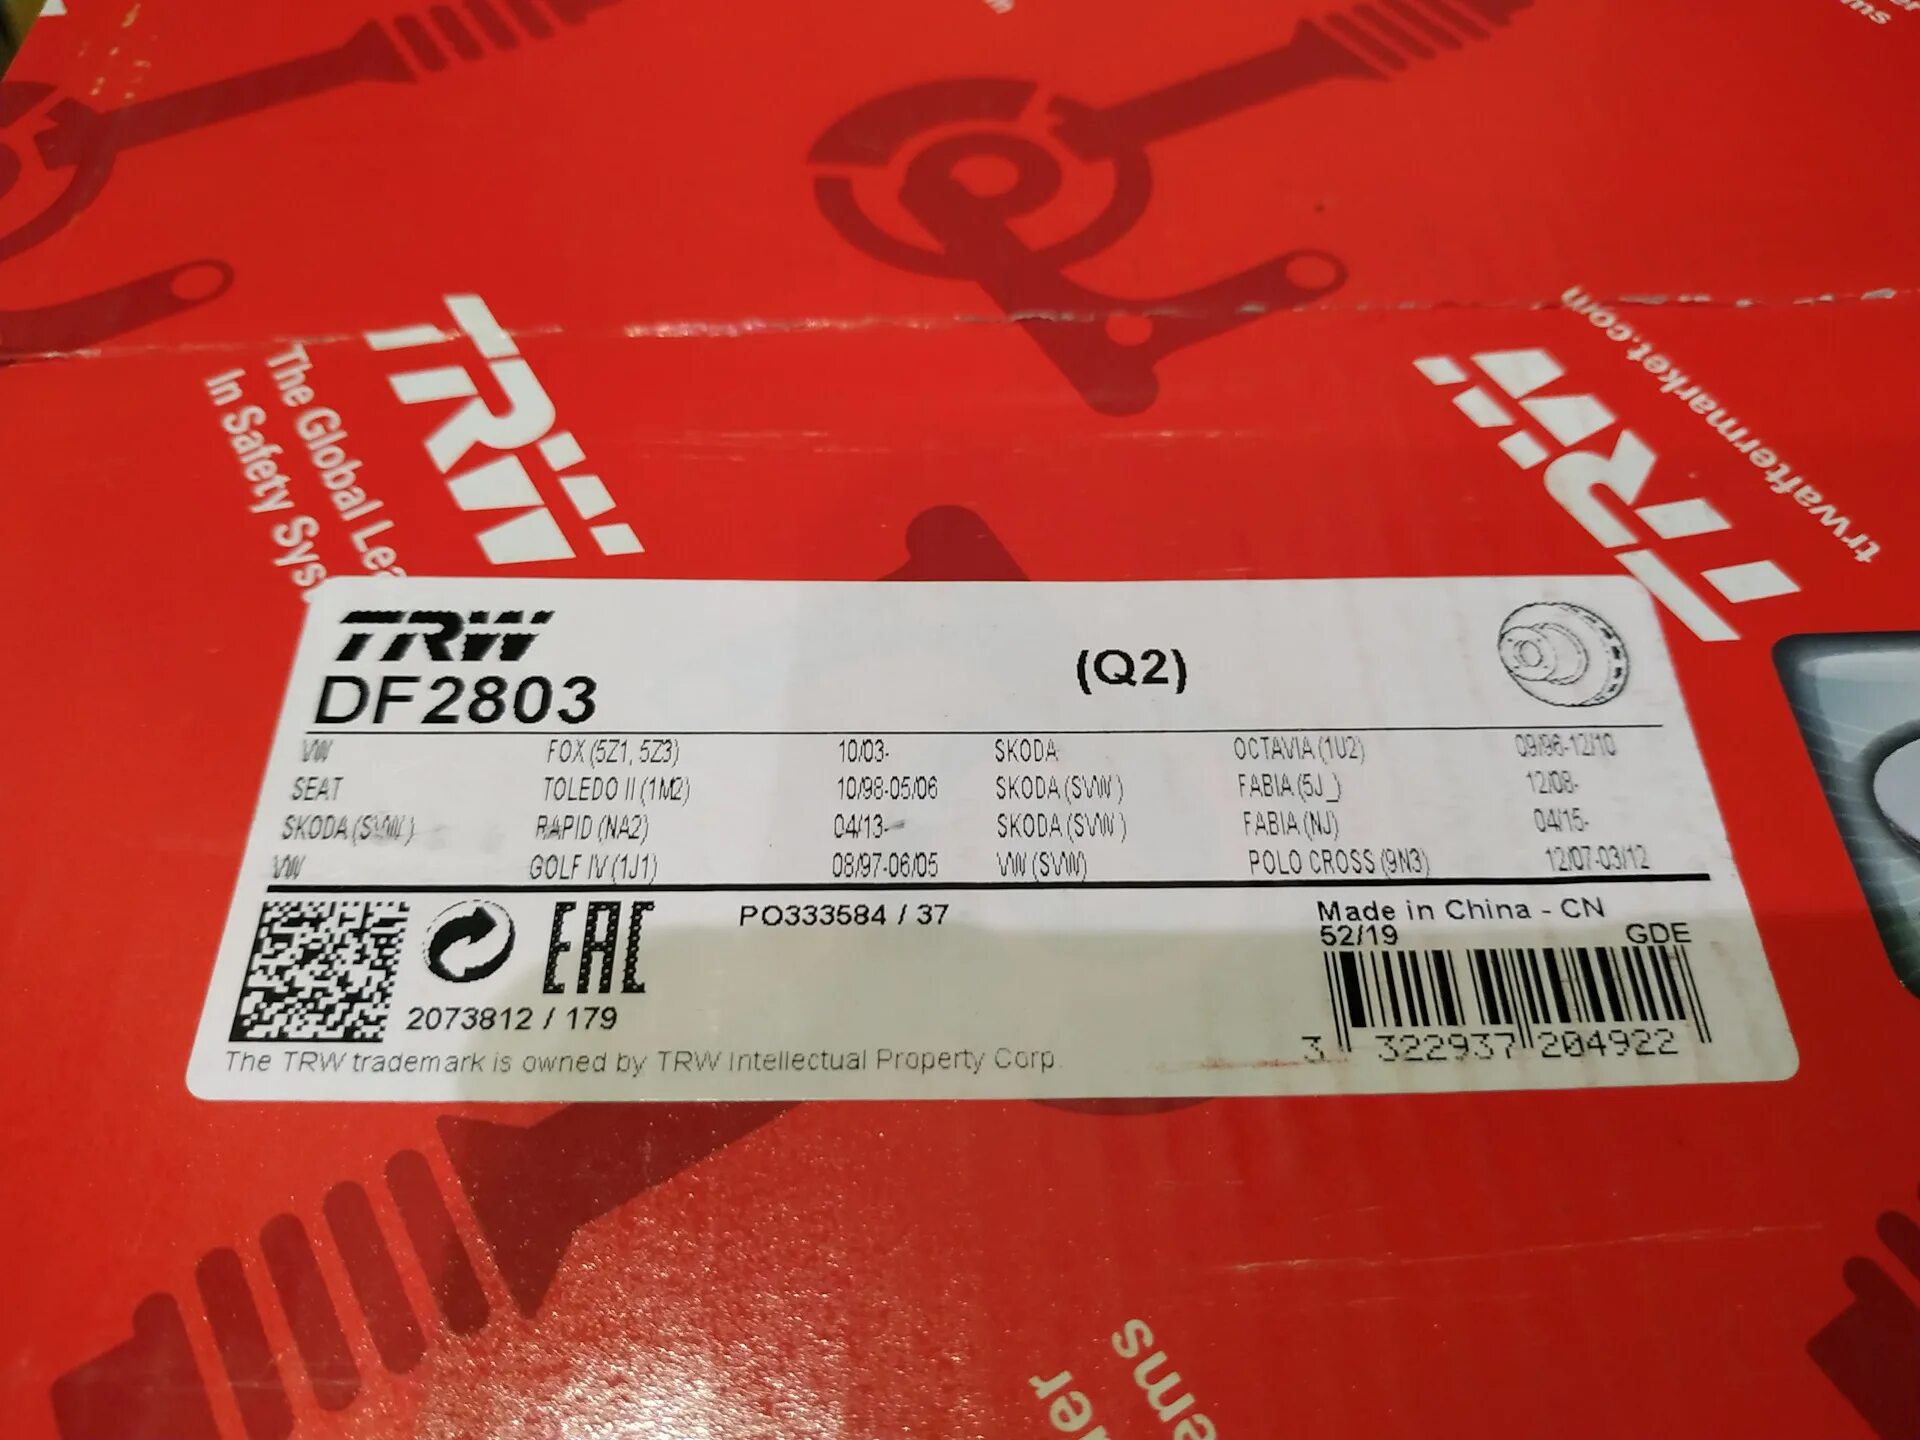 TRW
The Global Lea
In Safety Sys
TRW
trwaftermarket.com
TRW
DF2803
(Q2)
VW FOX (5Z1, 5Z3) 10/03- SKODA OCTAVIA (1U2) 09/96-12/10
SEAT TOLEDO II (1M2) 10/98-05/06 SKODA (SVW) FABIA (5J_) 12/08-
SKODA (SVW) RAPID (NA2) 04/13- SKODA (SVW) FABIA (NJ) 04/15-
VW GOLF IV (1J1) 08/97-06/05 VW (SVW) POLO CROSS (9N3) 12/07-03/12
PO333584 / 37
Made in China - CN
52/19 GDE
EAC
2073812 / 179
3 322937 204922
The TRW trademark is owned by TRW Intellectual Property Corp.
der
ems